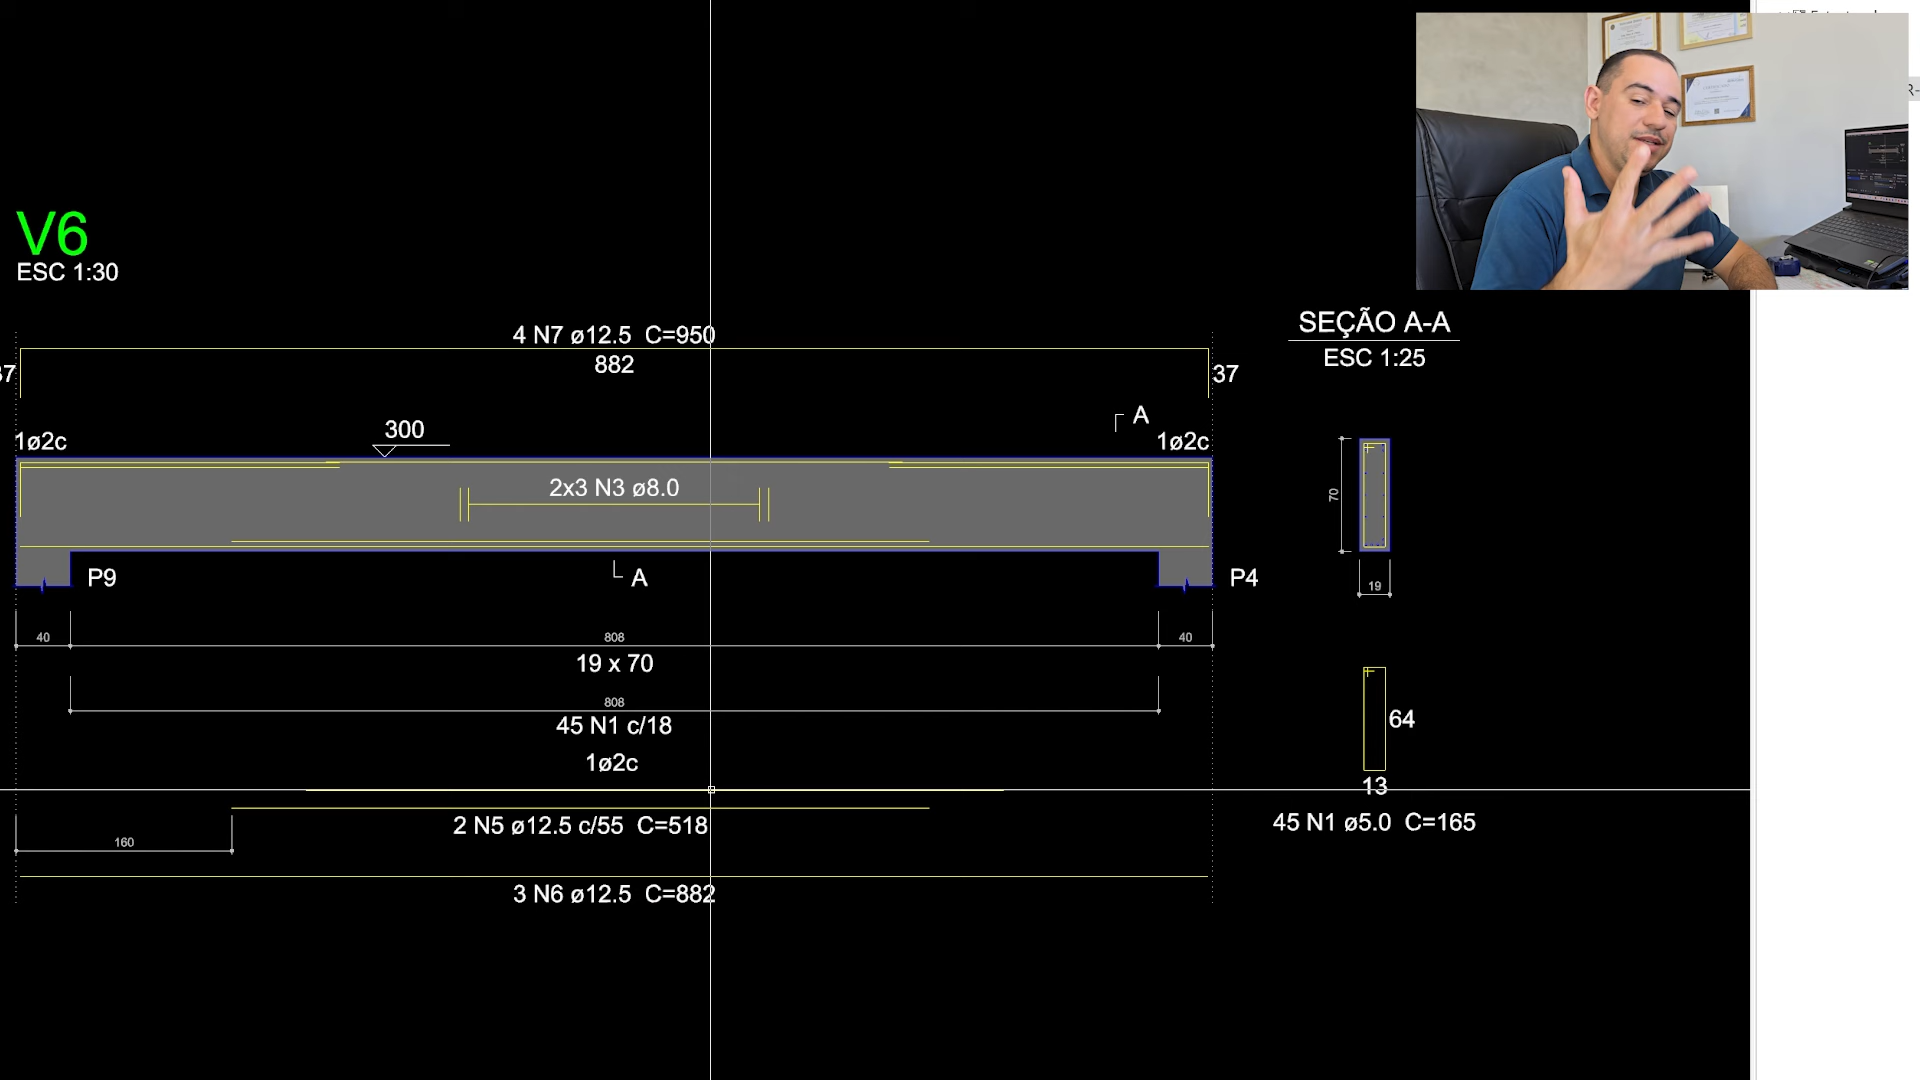 V6
ESC 1:30
4 N7 ø12.5 C=950
882
37
37
1ø2c
300
A
1ø2c
2x3 N3 ø8.0
P9
A
P4
40
808
40
19 x 70
808
45 N1 c/18
1ø2c
2 N5 ø12.5 c/55 C=518
160
3 N6 ø12.5 C=882
SEÇÃO A-A
ESC 1:25
70
19
64
13
45 N1 ø5.0 C=165
R-